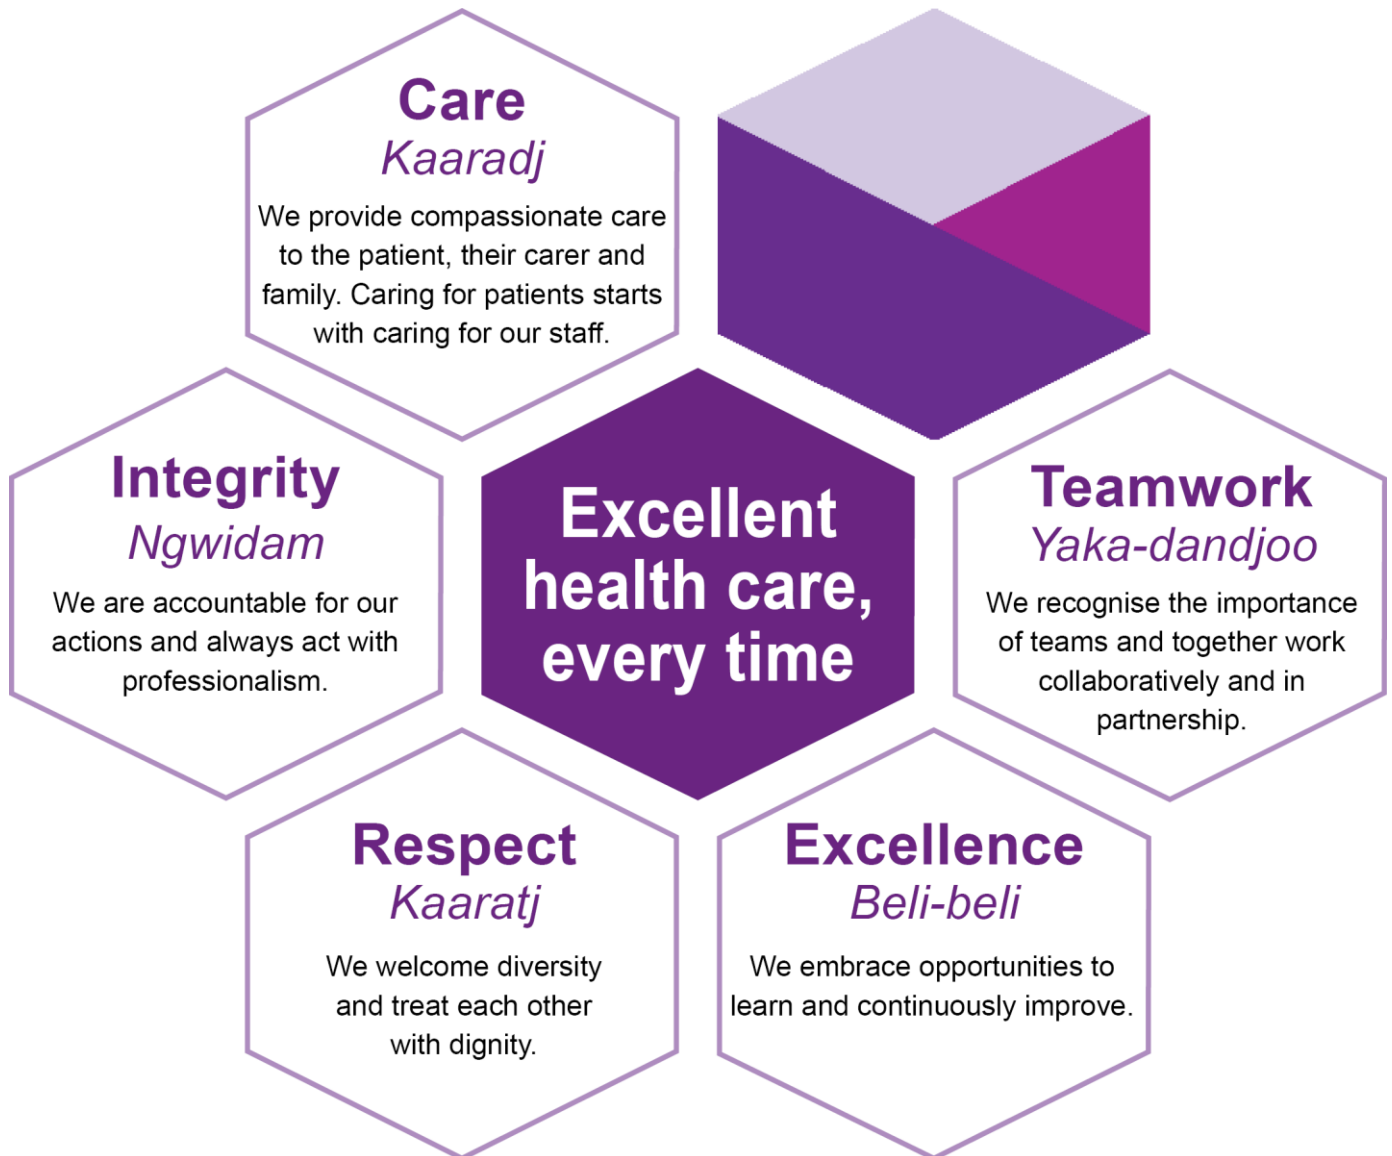 Care
Kaaradj
We provide compassionate care
to the patient, their carer and
family. Caring for patients starts
with caring for our staff.
Integrity
Ngwidam
We are accountable for our
actions and always act with
professionalism.
Excellent
health care,
every time
Teamwork
Yaka-dandjoo
We recognise the importance
of teams and together work
collaboratively and in
partnership.
Respect
Kaaratj
We welcome diversity
and treat each other
with dignity.
Excellence
Beli-beli
We embrace opportunities to
learn and continuously improve.